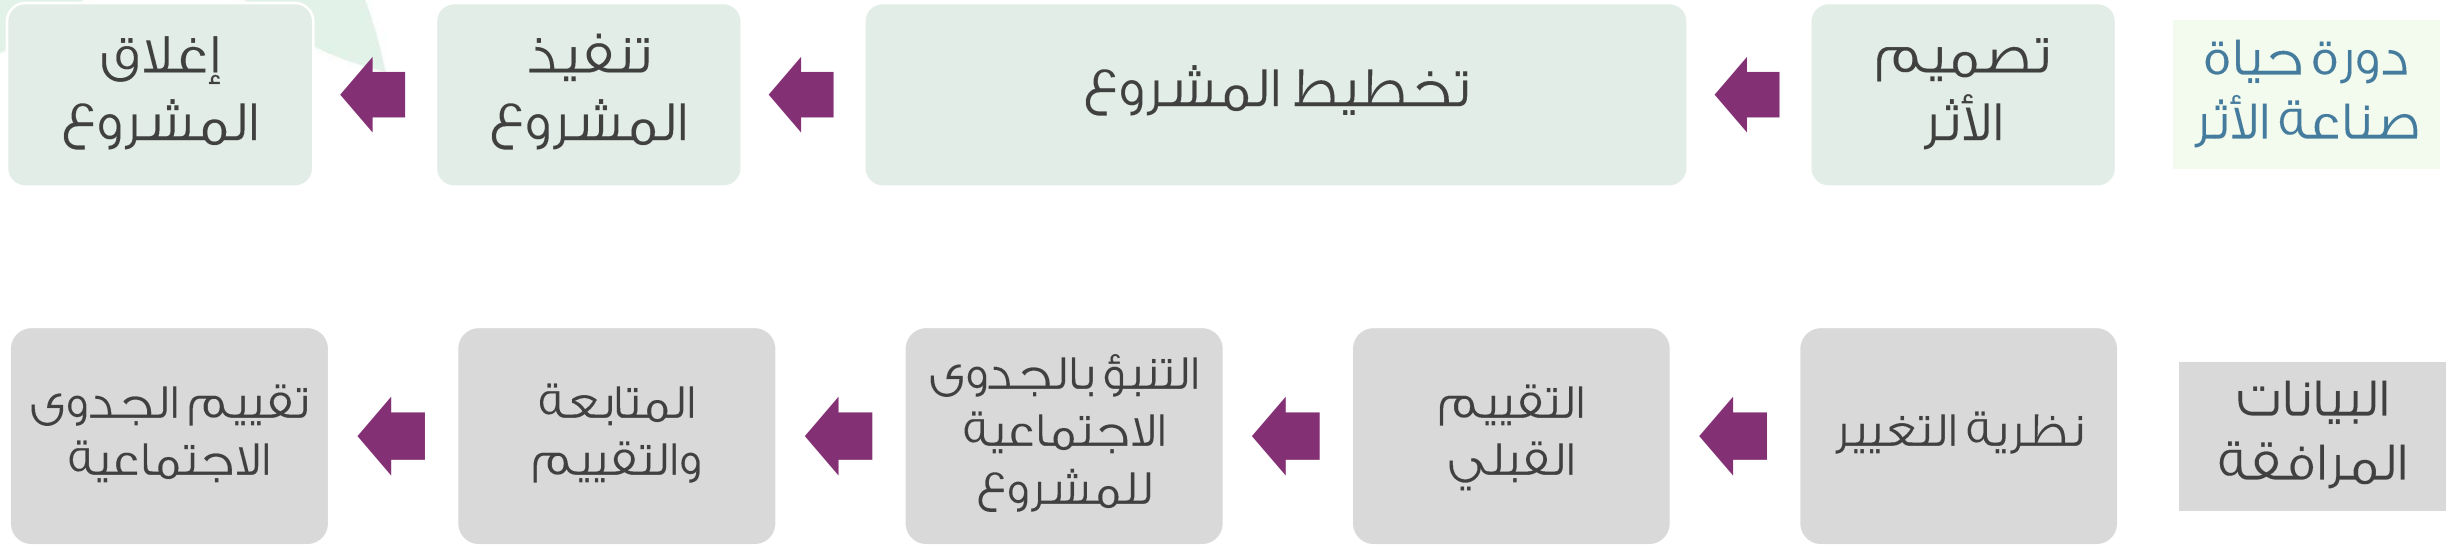 دورة حياة
صناعة الأثر
تصميم
الأثر
تخطيط المشروع
تنفيذ
المشروع
إغلاق
المشروع
البيانات
المرافقة
نظرية التغيير
التقييم
القبلي
التنبؤ بالجدوى
الاجتماعية
للمشروع
المتابعة
والتقييم
تقييم الجدوى
الاجتماعية